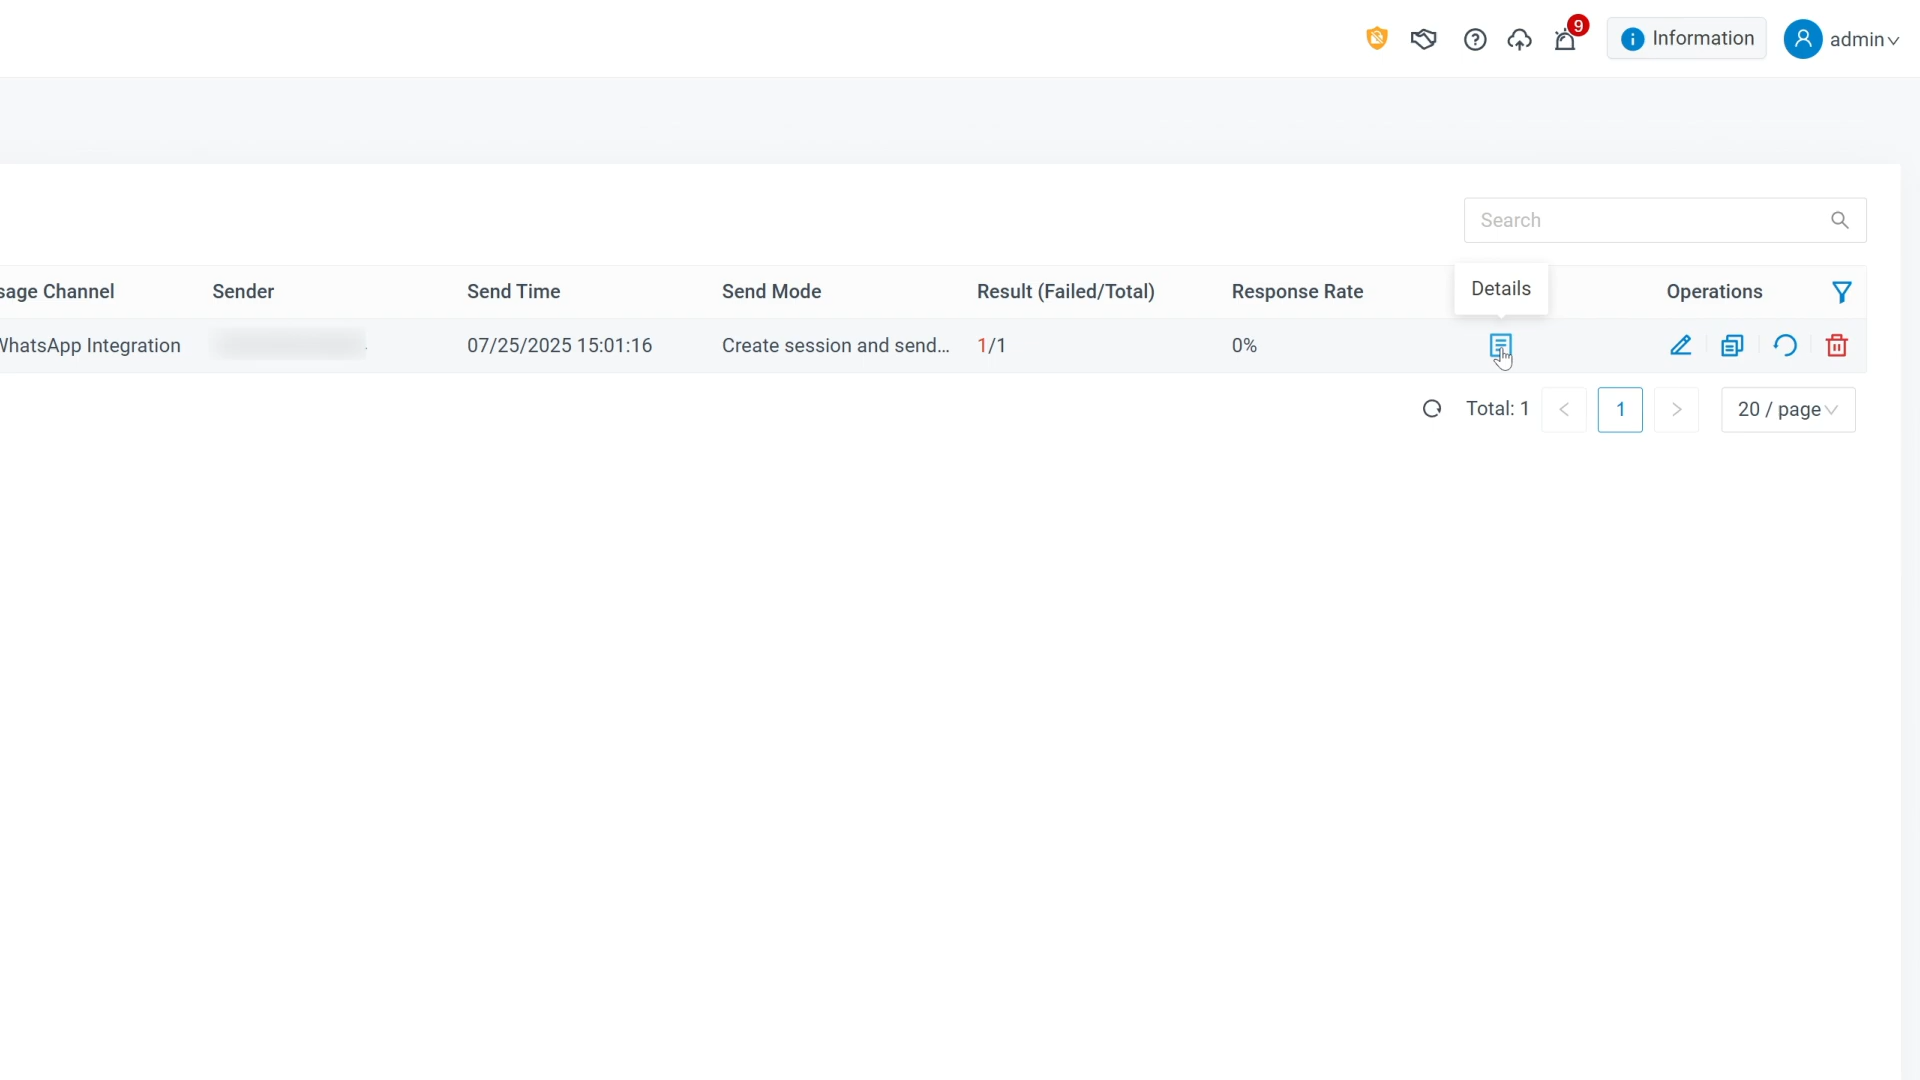 9
Information
admin
Search
sage Channel Sender Send Time Send Mode Result (Failed/Total) Response Rate Details Operations
WhatsApp Integration 07/25/2025 15:01:16 Create session and send... 1/1 0%
Total: 1 < 1 > 20 / page